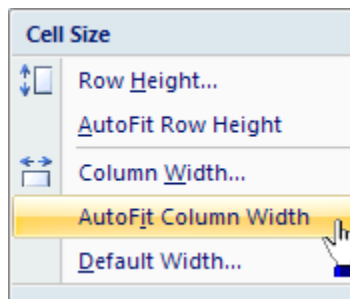 Cell Size
Row Height...
AutoFit Row Height
Column Width...
AutoFit Column Width
Default Width...